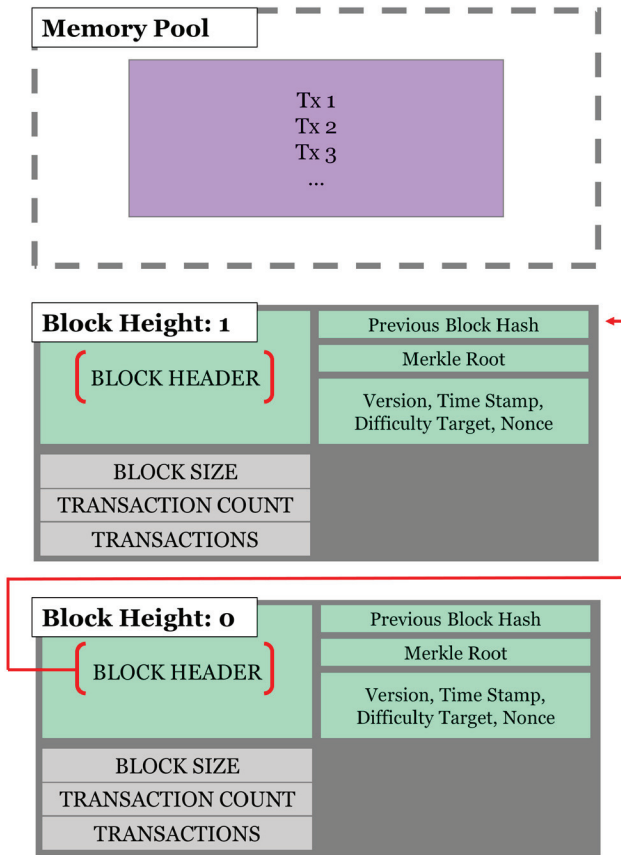 Memory Pool
Tx 1
Tx 2
Tx 3
...
Block Height: 1
BLOCK HEADER
Previous Block Hash
Merkle Root
Version, Time Stamp,
Difficulty Target, Nonce
BLOCK SIZE
TRANSACTION COUNT
TRANSACTIONS
Block Height: 0
BLOCK HEADER
Previous Block Hash
Merkle Root
Version, Time Stamp,
Difficulty Target, Nonce
BLOCK SIZE
TRANSACTION COUNT
TRANSACTIONS